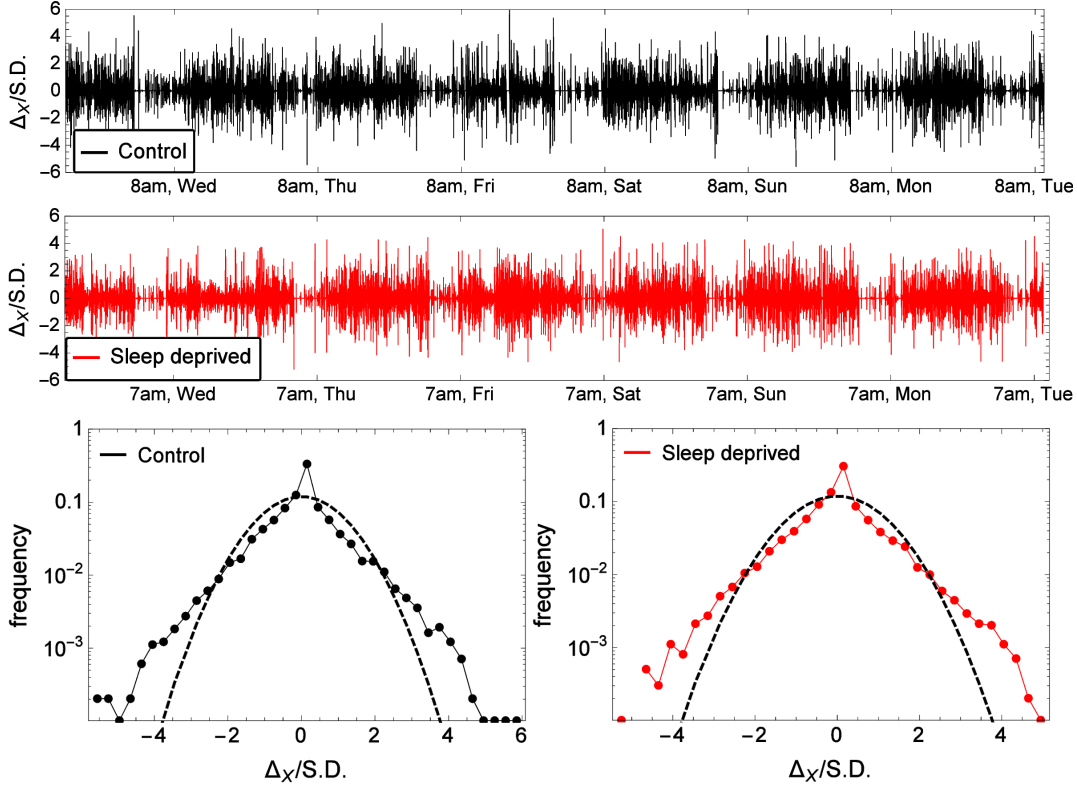 6
4
2
0
−2
−4
−6
Δ_X/S.D.
Control
8am, Wed
8am, Thu
8am, Fri
8am, Sat
8am, Sun
8am, Mon
8am, Tue
6
4
2
0
−2
−4
−6
Δ_X/S.D.
Sleep deprived
7am, Wed
7am, Thu
7am, Fri
7am, Sat
7am, Sun
7am, Mon
7am, Tue
1
0.1
10⁻²
10⁻³
frequency
Control
−4
−2
0
2
4
6
Δ_X/S.D.
1
0.1
10⁻²
10⁻³
frequency
Sleep deprived
−4
−2
0
2
4
Δ_X/S.D.